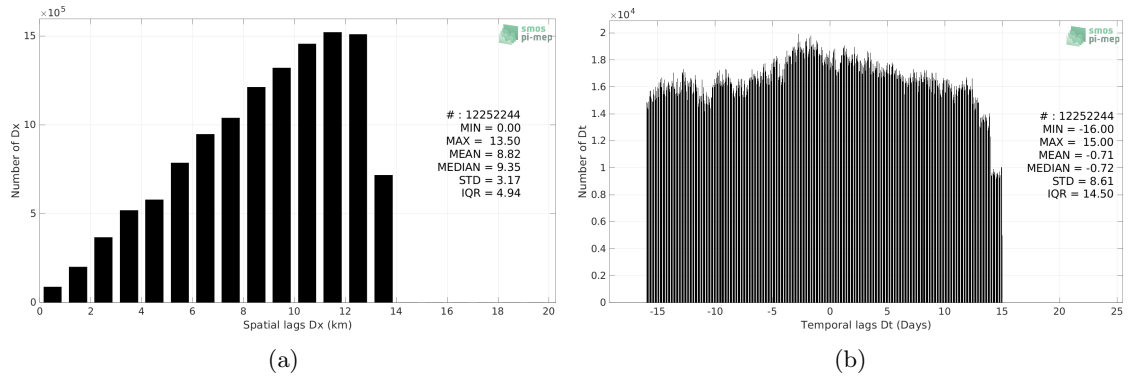 ×10⁵
15
10
5
0
0 2 4 6 8 10 12 14 16 18 20
Number of Dx
Spatial lags Dx (km)
smos
pi-mep
# : 12252244
MIN = 0.00
MAX = 13.50
MEAN = 8.82
MEDIAN = 9.35
STD = 3.17
IQR = 4.94
(a)
×10⁴
2
1.8
1.6
1.4
1.2
1
0.8
0.6
0.4
0.2
0
-15 -10 -5 0 5 10 15 20 25
Number of Dt
Temporal lags Dt (Days)
smos
pi-mep
# : 12252244
MIN = -16.00
MAX = 15.00
MEAN = -0.71
MEDIAN = -0.72
STD = 8.61
IQR = 14.50
(b)